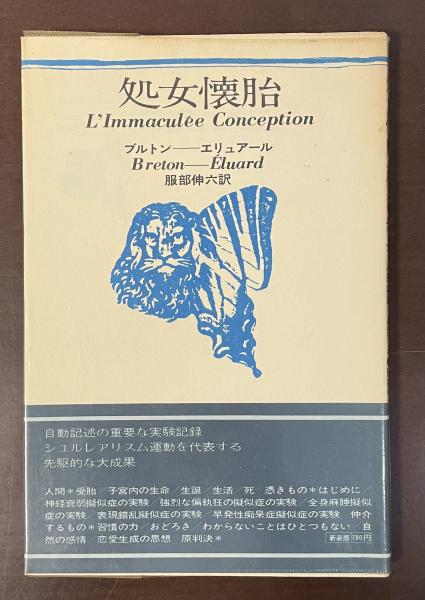 処女懐胎
L'Immaculée Conception
ブルトン——エリュアール
Breton——Éluard
服部伸六訳
自動記述の重要な実験記録
シュルレアリスム運動を代表する
先駆的な大成果
人間*受胎/子宮内の生命/生誕/生活/死 憑きもの*はじめに/
神経衰弱擬似症の実験/強烈な偏執狂の擬似症の実験/全身麻腫擬似
症の実験/表現錯乱擬似症の実験/早発性痴呆症擬似症の実験 仲介
するもの*習慣の力/おどろき/わからないことはひとつもない/自
然の感情/恋愛生成の思想 原判決*
新装版 780円